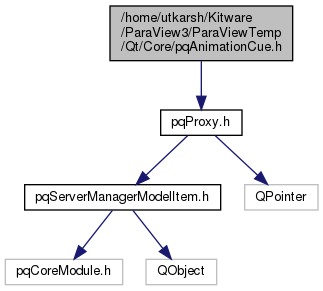 /home/utkarsh/Kitware
/ParaView3/ParaViewTemp
/Qt/Core/pqAnimationCue.h
pqProxy.h
pqServerManagerModelItem.h
QPointer
pqCoreModule.h
QObject